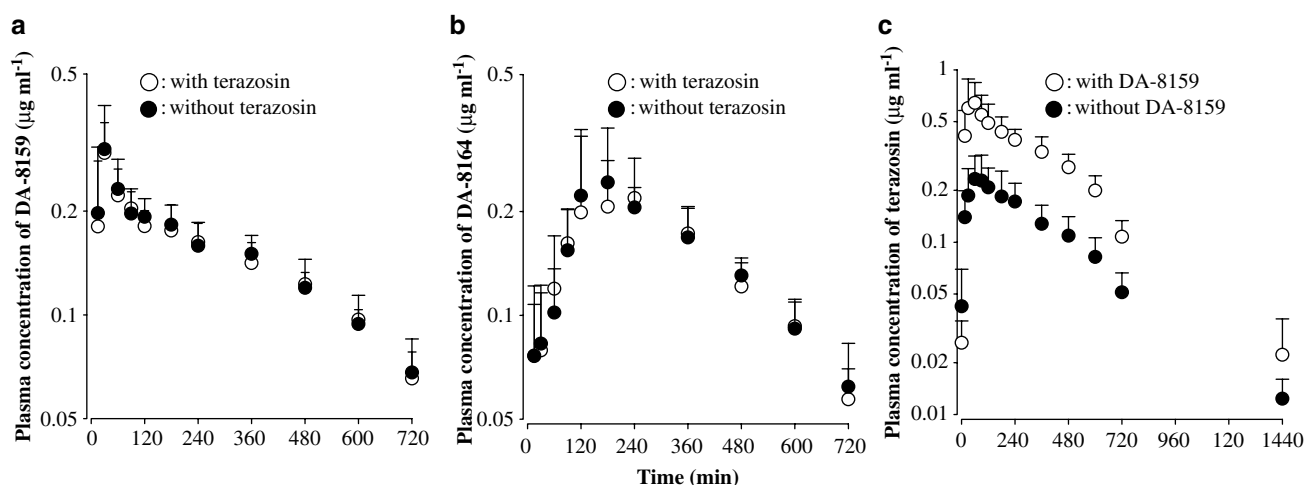 a
Plasma concentration of DA-8159 (µg ml-1)
0.5
0.2
0.1
0.05
: with terazosin
: without terazosin
0 120 240 360 480 600 720
b
Plasma concentration of DA-8164 (µg ml-1)
0.5
0.2
0.1
0.05
: with terazosin
: without terazosin
0 120 240 360 480 600 720
Time (min)
c
Plasma concentration of terazosin (µg ml-1)
1
0.5
0.2
0.1
0.05
0.02
0.01
: with DA-8159
: without DA-8159
0 240 480 720 960 120 1440